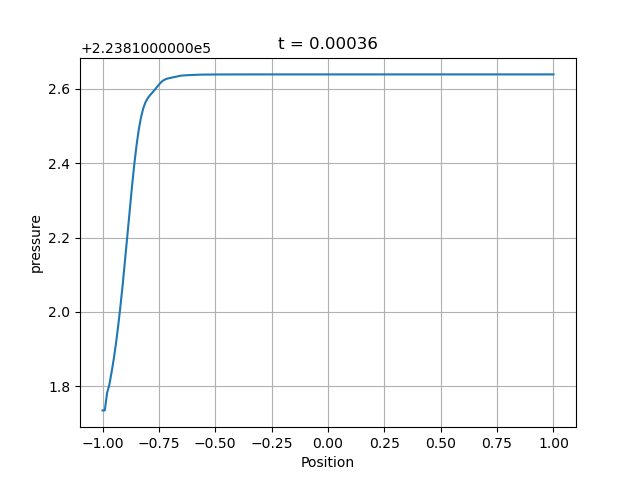 +2.2381000000e5
t = 0.00036
2.6
2.4
2.2
2.0
1.8
pressure
−1.00 −0.75 −0.50 −0.25 0.00 0.25 0.50 0.75 1.00
Position